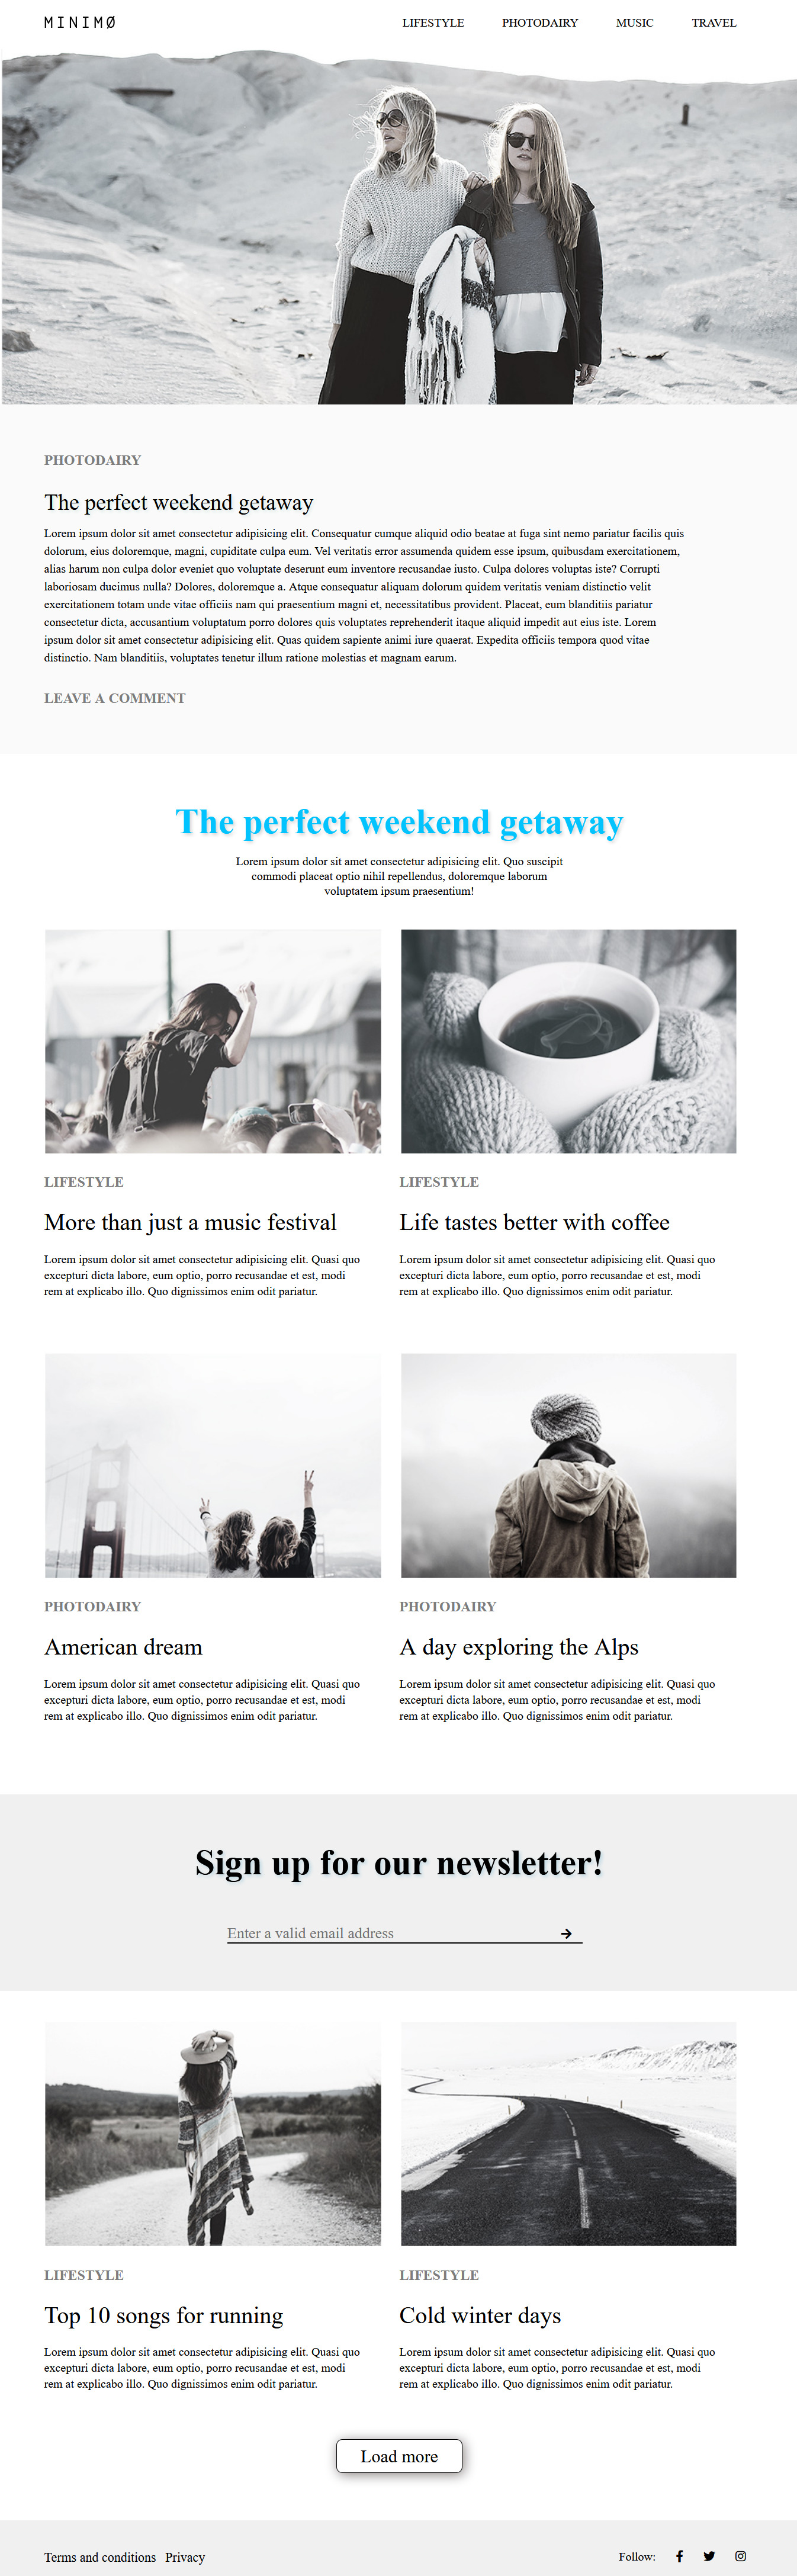 MINIMØ
LIFESTYLE PHOTODAIRY MUSIC TRAVEL
PHOTODAIRY
The perfect weekend getaway
Lorem ipsum dolor sit amet consectetur adipisicing elit. Consequatur cumque aliquid odio beatae at fuga sint nemo pariatur facilis quis
dolorum, eius doloremque, magni, cupiditate culpa eum. Vel veritatis error assumenda quidem esse ipsum, quibusdam exercitationem,
alias harum non culpa dolor eveniet quo voluptate deserunt eum inventore recusandae iusto. Culpa dolores voluptas iste? Corrupti
laboriosam ducimus nulla? Dolores, doloremque a. Atque consequatur aliquam dolorum quidem veritatis veniam distinctio velit
exercitationem totam unde vitae officiis nam qui praesentium magni et, necessitatibus provident. Placeat, eum blanditiis pariatur
consectetur dicta, accusantium voluptatum porro dolores quis voluptates reprehenderit itaque aliquid impedit aut eius iste. Lorem
ipsum dolor sit amet consectetur adipisicing elit. Quas quidem sapiente animi iure quaerat. Expedita officiis tempora quod vitae
distinctio. Nam blanditiis, voluptates tenetur illum ratione molestias et magnam earum.
LEAVE A COMMENT
The perfect weekend getaway
Lorem ipsum dolor sit amet consectetur adipisicing elit. Quo suscipit
commodi placeat optio nihil repellendus, doloremque laborum
voluptatem ipsum praesentium!
LIFESTYLE
More than just a music festival
Lorem ipsum dolor sit amet consectetur adipisicing elit. Quasi quo
excepturi dicta labore, eum optio, porro recusandae et est, modi
rem at explicabo illo. Quo dignissimos enim odit pariatur.
LIFESTYLE
Life tastes better with coffee
Lorem ipsum dolor sit amet consectetur adipisicing elit. Quasi quo
excepturi dicta labore, eum optio, porro recusandae et est, modi
rem at explicabo illo. Quo dignissimos enim odit pariatur.
PHOTODAIRY
American dream
Lorem ipsum dolor sit amet consectetur adipisicing elit. Quasi quo
excepturi dicta labore, eum optio, porro recusandae et est, modi
rem at explicabo illo. Quo dignissimos enim odit pariatur.
PHOTODAIRY
A day exploring the Alps
Lorem ipsum dolor sit amet consectetur adipisicing elit. Quasi quo
excepturi dicta labore, eum optio, porro recusandae et est, modi
rem at explicabo illo. Quo dignissimos enim odit pariatur.
Sign up for our newsletter!
Enter a valid email address
LIFESTYLE
Top 10 songs for running
Lorem ipsum dolor sit amet consectetur adipisicing elit. Quasi quo
excepturi dicta labore, eum optio, porro recusandae et est, modi
rem at explicabo illo. Quo dignissimos enim odit pariatur.
LIFESTYLE
Cold winter days
Lorem ipsum dolor sit amet consectetur adipisicing elit. Quasi quo
excepturi dicta labore, eum optio, porro recusandae et est, modi
rem at explicabo illo. Quo dignissimos enim odit pariatur.
Load more
Terms and conditions Privacy
Follow: